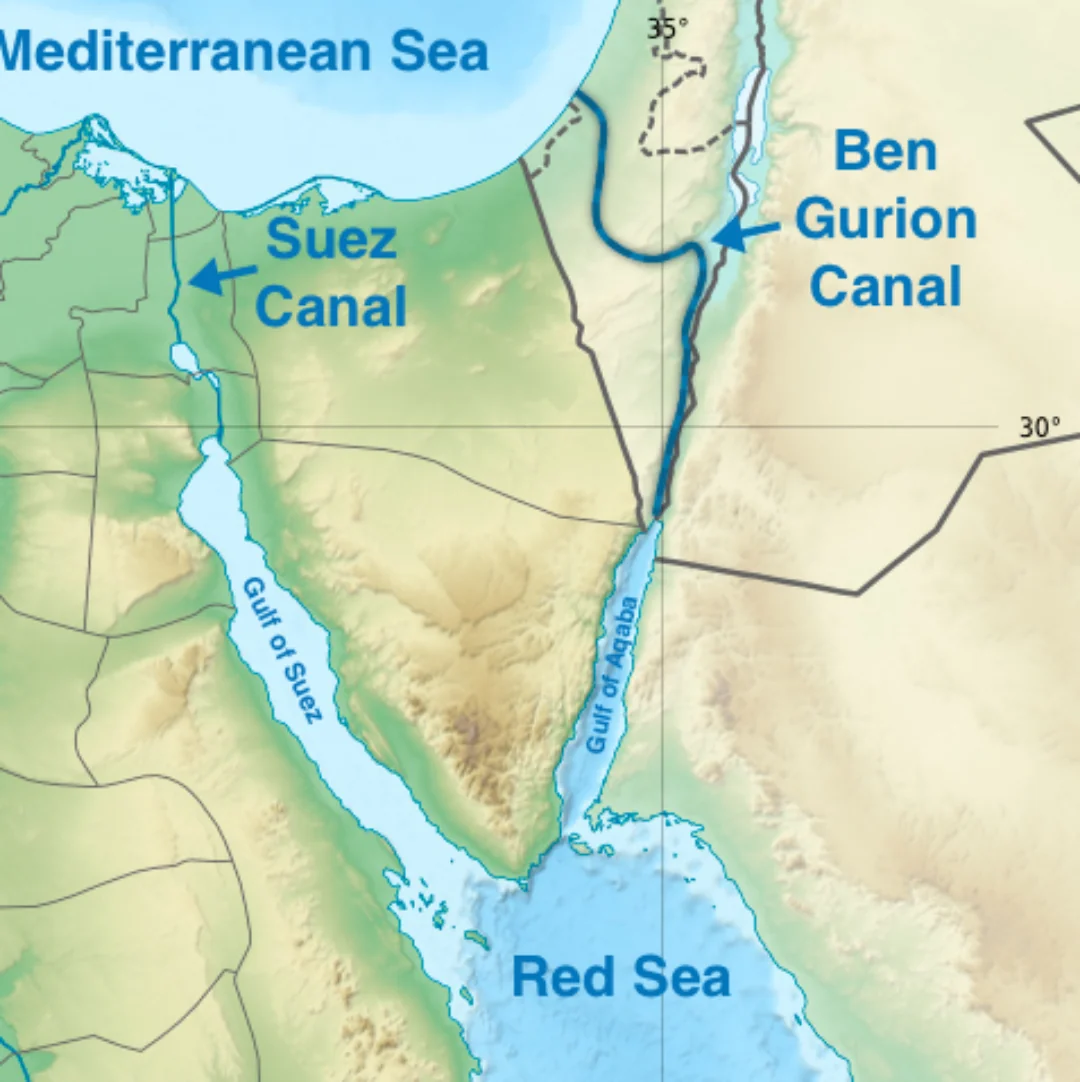 Mediterranean Sea
35°
Ben
Gurion
Canal
Suez
Canal
30°
Gulf of Suez
Gulf of Aqaba
Red Sea